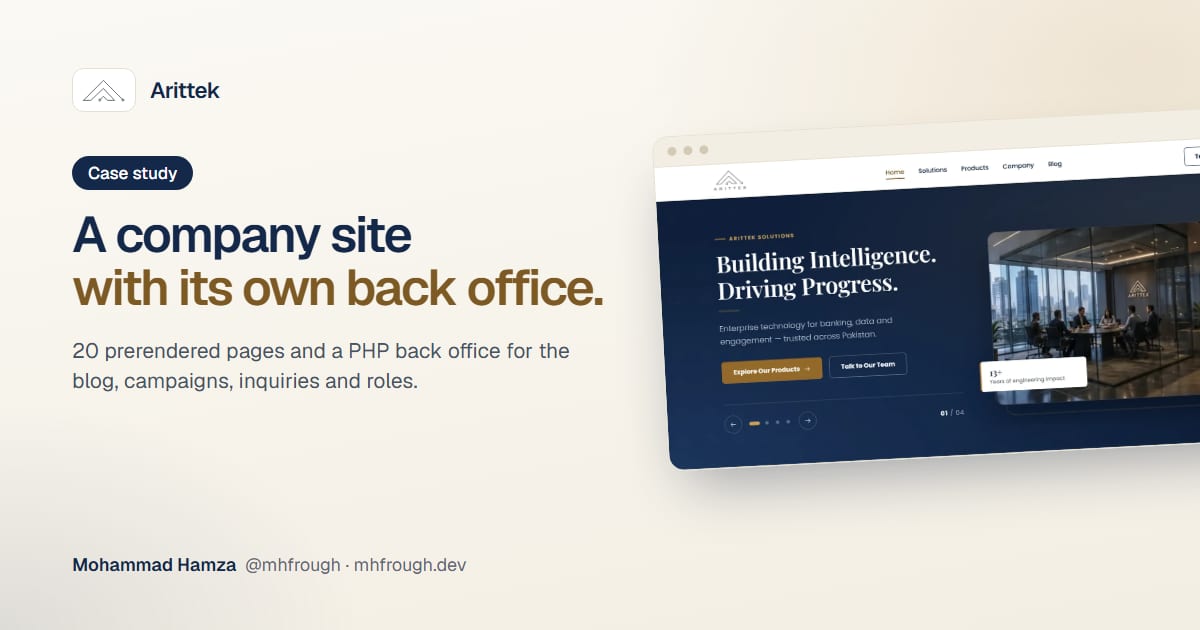 Arittek
Case study
A company site
with its own back office.
20 prerendered pages and a PHP back office for the
blog, campaigns, inquiries and roles.
Mohammad Hamza @mhfrough · mhfrough.dev
ARITTEK
Home Solutions Products Company Blog
ARITTEK SOLUTIONS
Building Intelligence.
Driving Progress.
Enterprise technology for banking, data and
engagement — trusted across Pakistan.
Explore Our Products →
Talk to Our Team
← →
01 / 04
ARITTEK
13+
Years of engineering impact